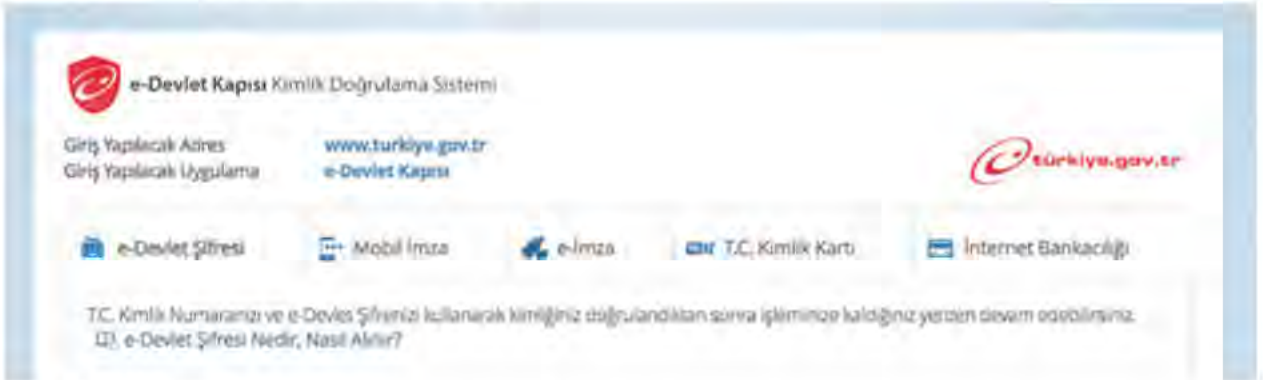 e-Devlet Kapısı Kimlik Doğrulama Sistemi
Giriş Yapılacak Adres www.turkiye.gov.tr
Giriş Yapılacak Uygulama e-Devlet Kapısı
türkiye.gov.tr
e-Devlet Şifresi Mobil İmza e-İmza T.C. Kimlik Kartı İnternet Bankacılığı
T.C. Kimlik Numaranızı ve e-Devlet Şifrenizi kullanarak kimliğiniz doğrulandıktan sonra işleminize kaldığınız yerden devam edebilirsiniz.
e-Devlet Şifresi Nedir, Nasıl Alınır?